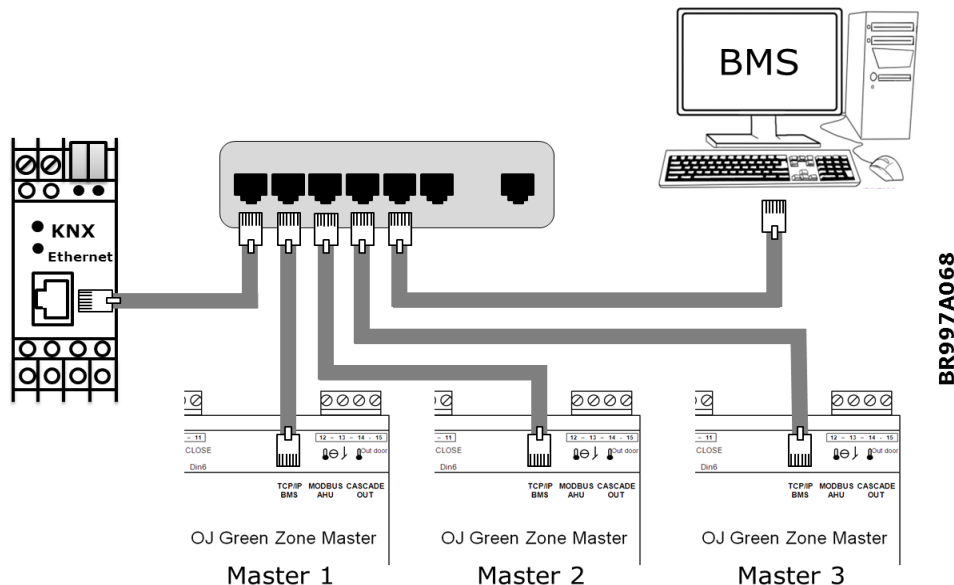 BMS
KNX
Ethernet
BR997A068
- 11
12 - 13 - 14 - 15
CLOSE
Out door
Din6
TCP/IP MODBUS CASCADE
BMS AHU OUT
OJ Green Zone Master
Master 1
- 11
12 - 13 - 14 - 15
CLOSE
Out door
Din6
TCP/IP MODBUS CASCADE
BMS AHU OUT
OJ Green Zone Master
Master 2
- 11
12 - 13 - 14 - 15
CLOSE
Out door
Din6
TCP/IP MODBUS CASCADE
BMS AHU OUT
OJ Green Zone Master
Master 3